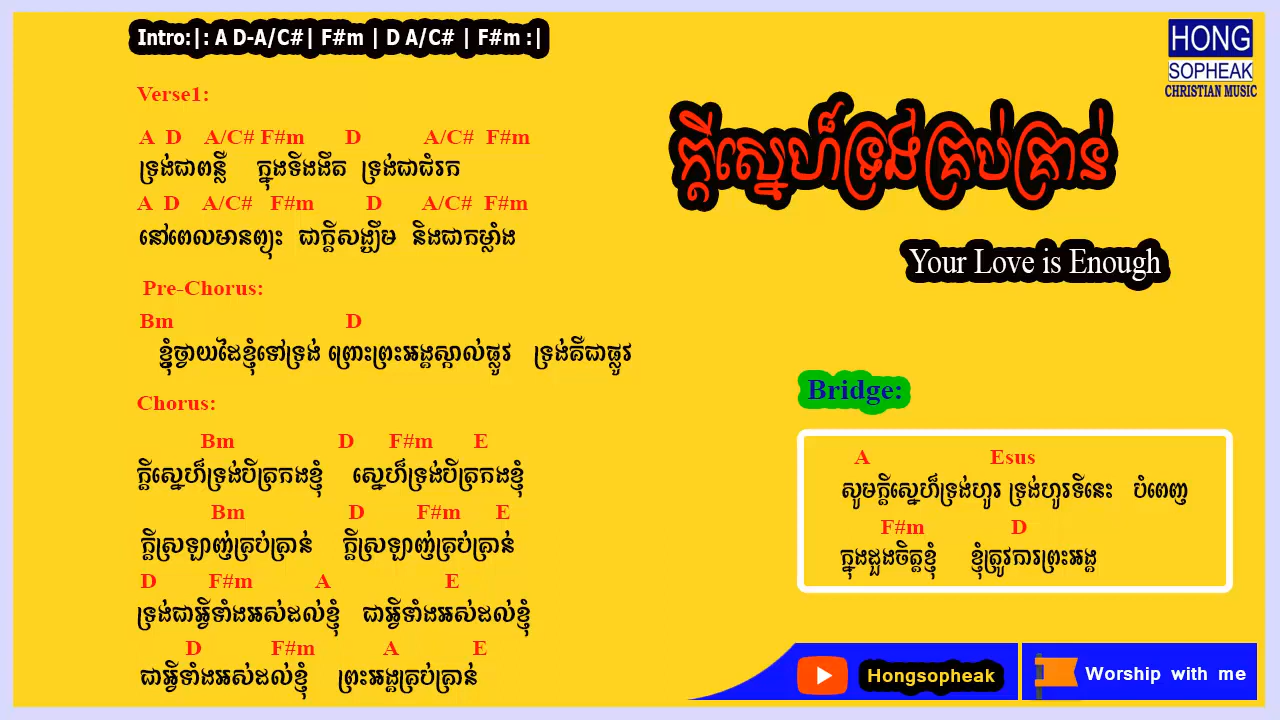 Intro:|: A D-A/C#| F#m | D A/C# | F#m :|
HONG
SOPHEAK
CHRISTIAN MUSIC
ក្ដីស្នេហ៍ទ្រង់គ្រប់គ្រាន់
Your Love is Enough
Verse1:
A D A/C# F#m D A/C# F#m
ទ្រង់ជាពន្លឺ ក្នុងទីងងឹត ទ្រង់ជាជំរក
A D A/C# F#m D A/C# F#m
នៅពេលមានព្យុះ ជាក្ដីសង្ឃឹម និងជាកម្លាំង
Pre-Chorus:
Bm D
ខ្ញុំថ្វាយដៃខ្ញុំទៅទ្រង់ ព្រោះព្រះអង្គស្គាល់ផ្លូវ ទ្រង់គឺជាផ្លូវ
Chorus:
Bm D F#m E
ក្ដីស្នេហ៍ទ្រង់បិត្រកងខ្ញុំ ស្នេហ៍ទ្រង់បិត្រកងខ្ញុំ
Bm D F#m E
ក្ដីស្រឡាញ់គ្រប់គ្រាន់ ក្ដីស្រឡាញ់គ្រប់គ្រាន់
D F#m A E
ទ្រង់ជាអ្វីទាំងអស់ដល់ខ្ញុំ ជាអ្វីទាំងអស់ដល់ខ្ញុំ
D F#m A E
ជាអ្វីទាំងអស់ដល់ខ្ញុំ ព្រះអង្គគ្រប់គ្រាន់
Bridge:
A Esus
សូមក្ដីស្នេហ៍ទ្រង់ហូរ ទ្រង់ហូរទីនេះ បំពេញ
F#m D
ក្នុងដួងចិត្តខ្ញុំ ខ្ញុំត្រូវការព្រះអង្គ
Hongsopheak
Worship with me